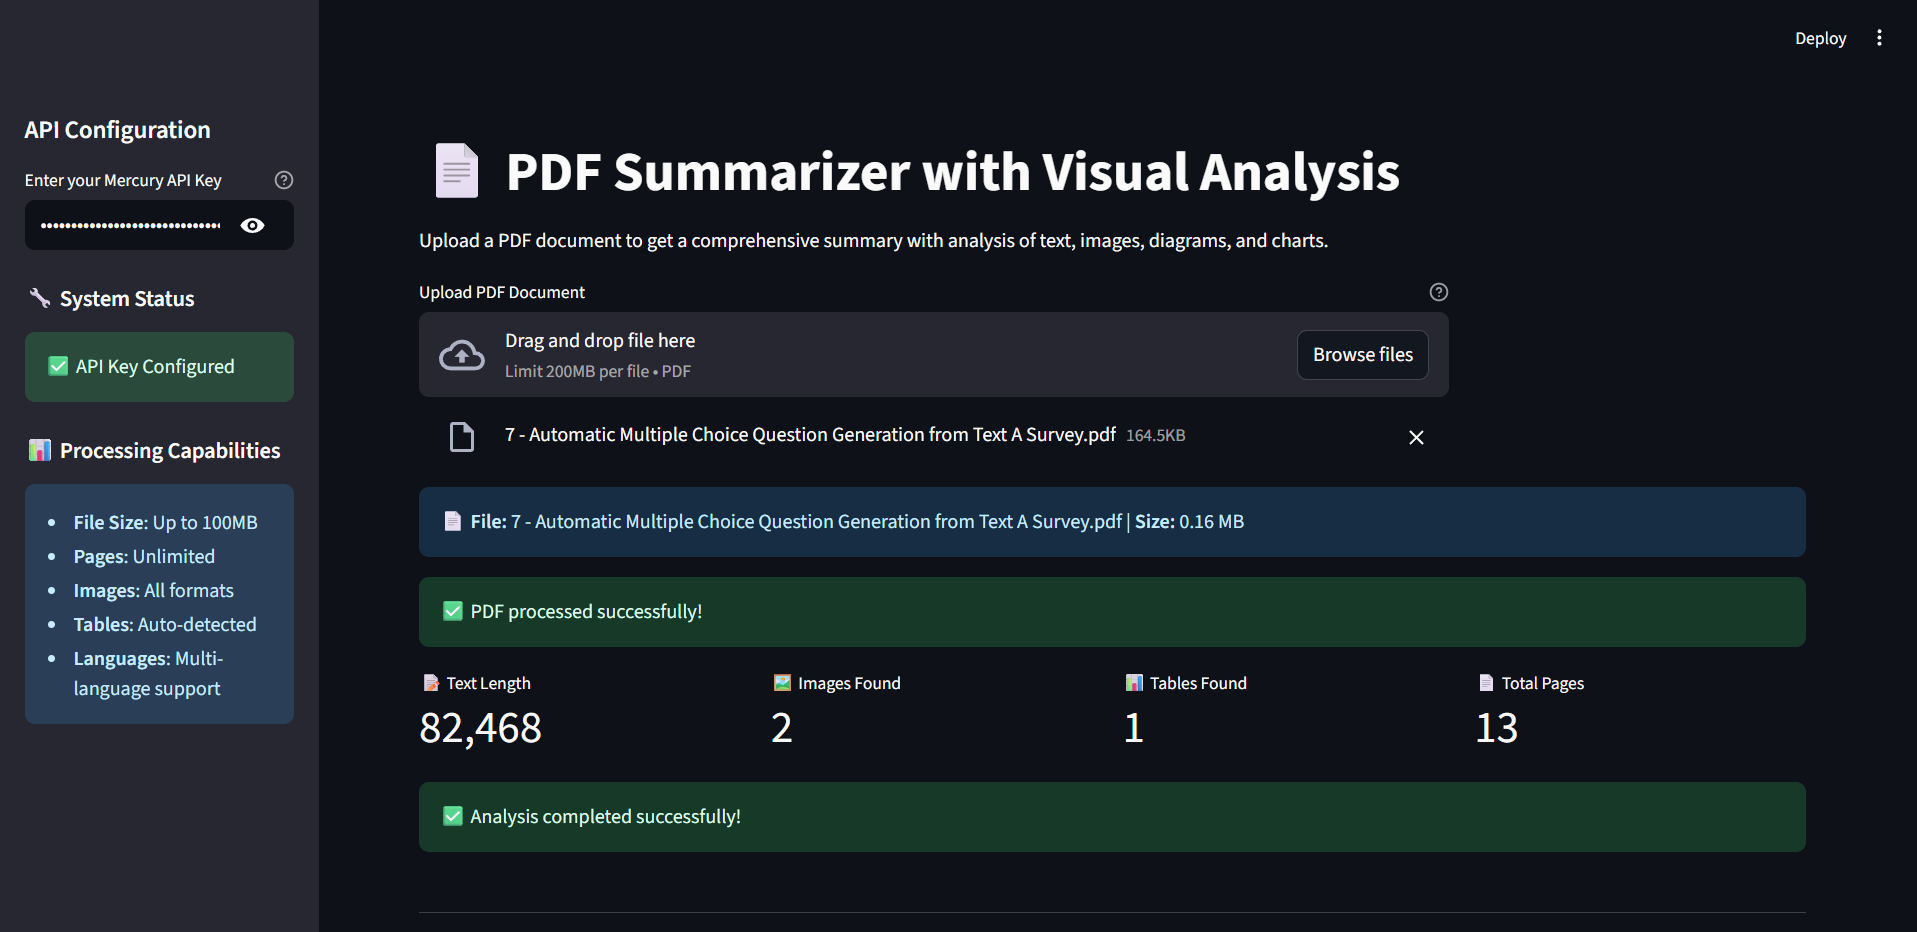 Deploy
API Configuration
Enter your Mercury API Key
System Status
✅ API Key Configured
Processing Capabilities
• File Size: Up to 100MB
• Pages: Unlimited
• Images: All formats
• Tables: Auto-detected
• Languages: Multi-
language support
PDF Summarizer with Visual Analysis
Upload a PDF document to get a comprehensive summary with analysis of text, images, diagrams, and charts.
Upload PDF Document
Drag and drop file here
Limit 200MB per file • PDF
Browse files
7 - Automatic Multiple Choice Question Generation from Text A Survey.pdf 164.5KB
File: 7 - Automatic Multiple Choice Question Generation from Text A Survey.pdf | Size: 0.16 MB
✅ PDF processed successfully!
Text Length
82,468
Images Found
2
Tables Found
1
Total Pages
13
✅ Analysis completed successfully!